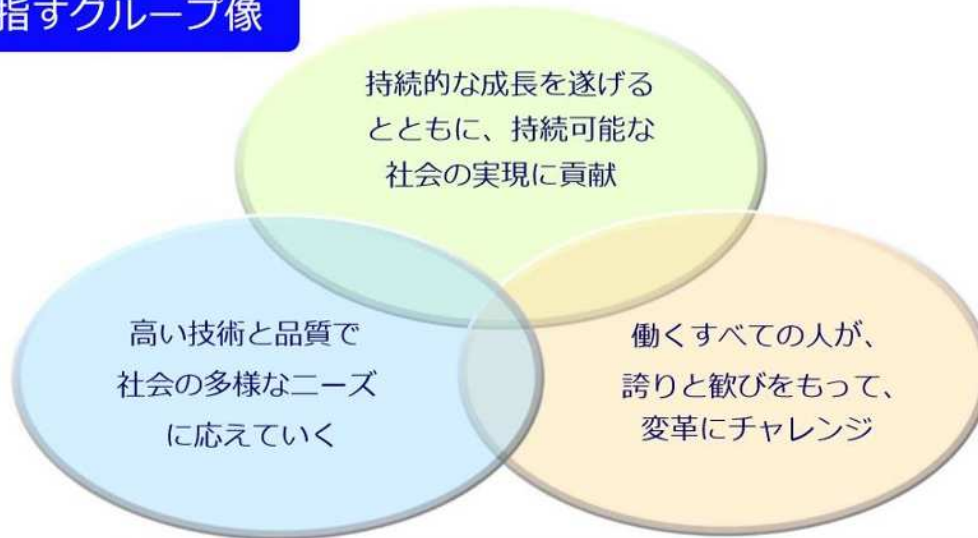 指すグループ像
持続的な成長を遂げる
とともに、持続可能な
社会の実現に貢献
高い技術と品質で
社会の多様なニーズ
に応えていく
働くすべての人が、
誇りと歓びをもって、
変革にチャレンジ